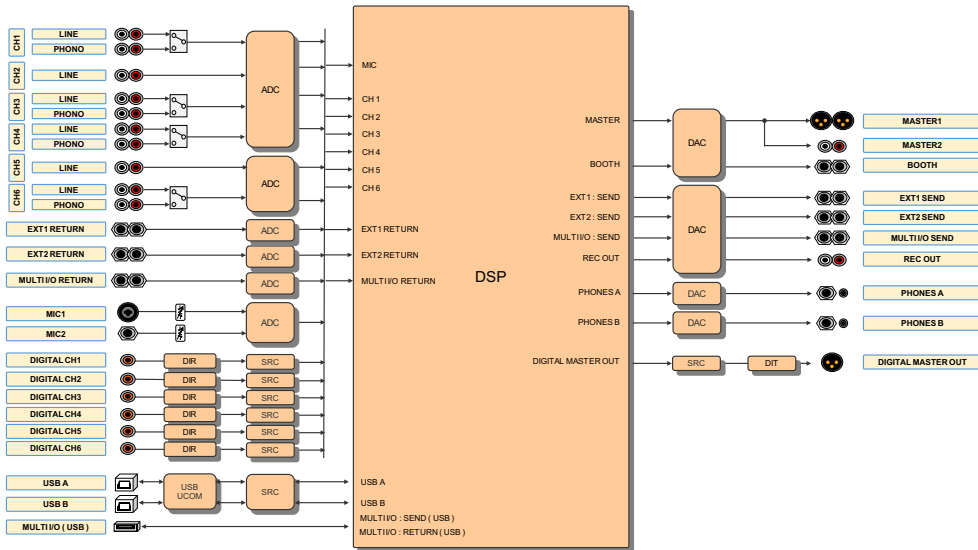 CH1
LINE
PHONO
CH2
LINE
CH3
LINE
PHONO
CH4
LINE
PHONO
CH5
LINE
CH6
LINE
PHONO
EXT1 RETURN
EXT2 RETURN
MULTI I/O RETURN
MIC1
MIC2
DIGITAL CH1
DIGITAL CH2
DIGITAL CH3
DIGITAL CH4
DIGITAL CH5
DIGITAL CH6
USB A
USB B
MULTI I/O ( USB )
ADC
ADC
ADC
ADC
ADC
ADC
DIR
SRC
DIR
SRC
DIR
SRC
DIR
SRC
DIR
SRC
DIR
SRC
USB
UCOM
SRC
MIC
CH 1
CH 2
CH 3
CH 4
CH 5
CH 6
EXT1 RETURN
EXT2 RETURN
MULTI I/O RETURN
USB A
USB B
MULTI I/O : SEND ( USB )
MULTI I/O : RETURN ( USB )
DSP
MASTER
BOOTH
EXT1 : SEND
EXT2 : SEND
MULTI I/O : SEND
REC OUT
PHONES A
PHONES B
DIGITAL MASTER OUT
DAC
DAC
DAC
DAC
SRC
DIT
MASTER1
MASTER2
BOOTH
EXT1 SEND
EXT2 SEND
MULTI I/O SEND
REC OUT
PHONES A
PHONES B
DIGITAL MASTER OUT